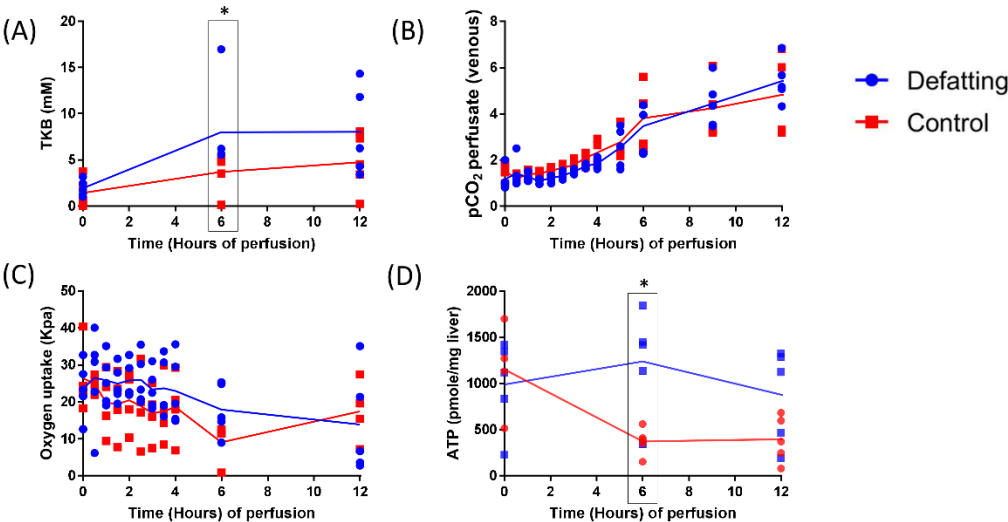 (A)
*
TKB (mM)
20
15
10
5
0
0 2 4 6 8 10 12
Time (Hours of perfusion)
(B)
pCO2 perfusate (venous)
8
6
4
2
0
0 2 4 6 8 10 12
Time (Hours) of perfusion
Defatting
Control
(C)
Oxygen uptake (Kpa)
50
40
30
20
10
0
0 2 4 6 8 10 12
Time (Hours of perfusion
(D)
*
ATP (pmole/mg liver)
2000
1500
1000
500
0
0 2 4 6 8 10 12
Time (Hours of perfusion